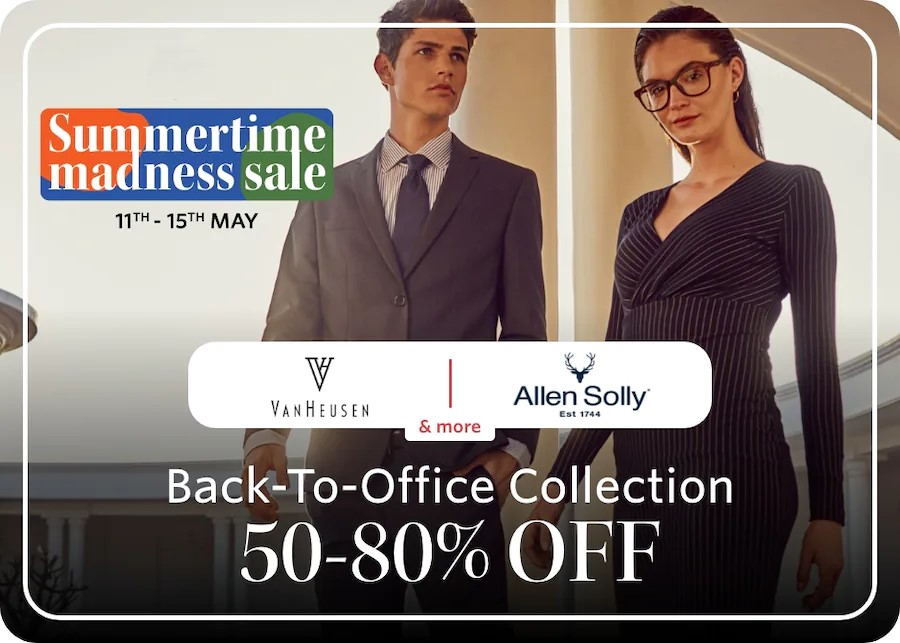 Summertime
madness sale
11TH - 15TH MAY
VANHEUSEN
Allen Solly
Est 1744
& more
Back-To-Office Collection
50-80% OFF